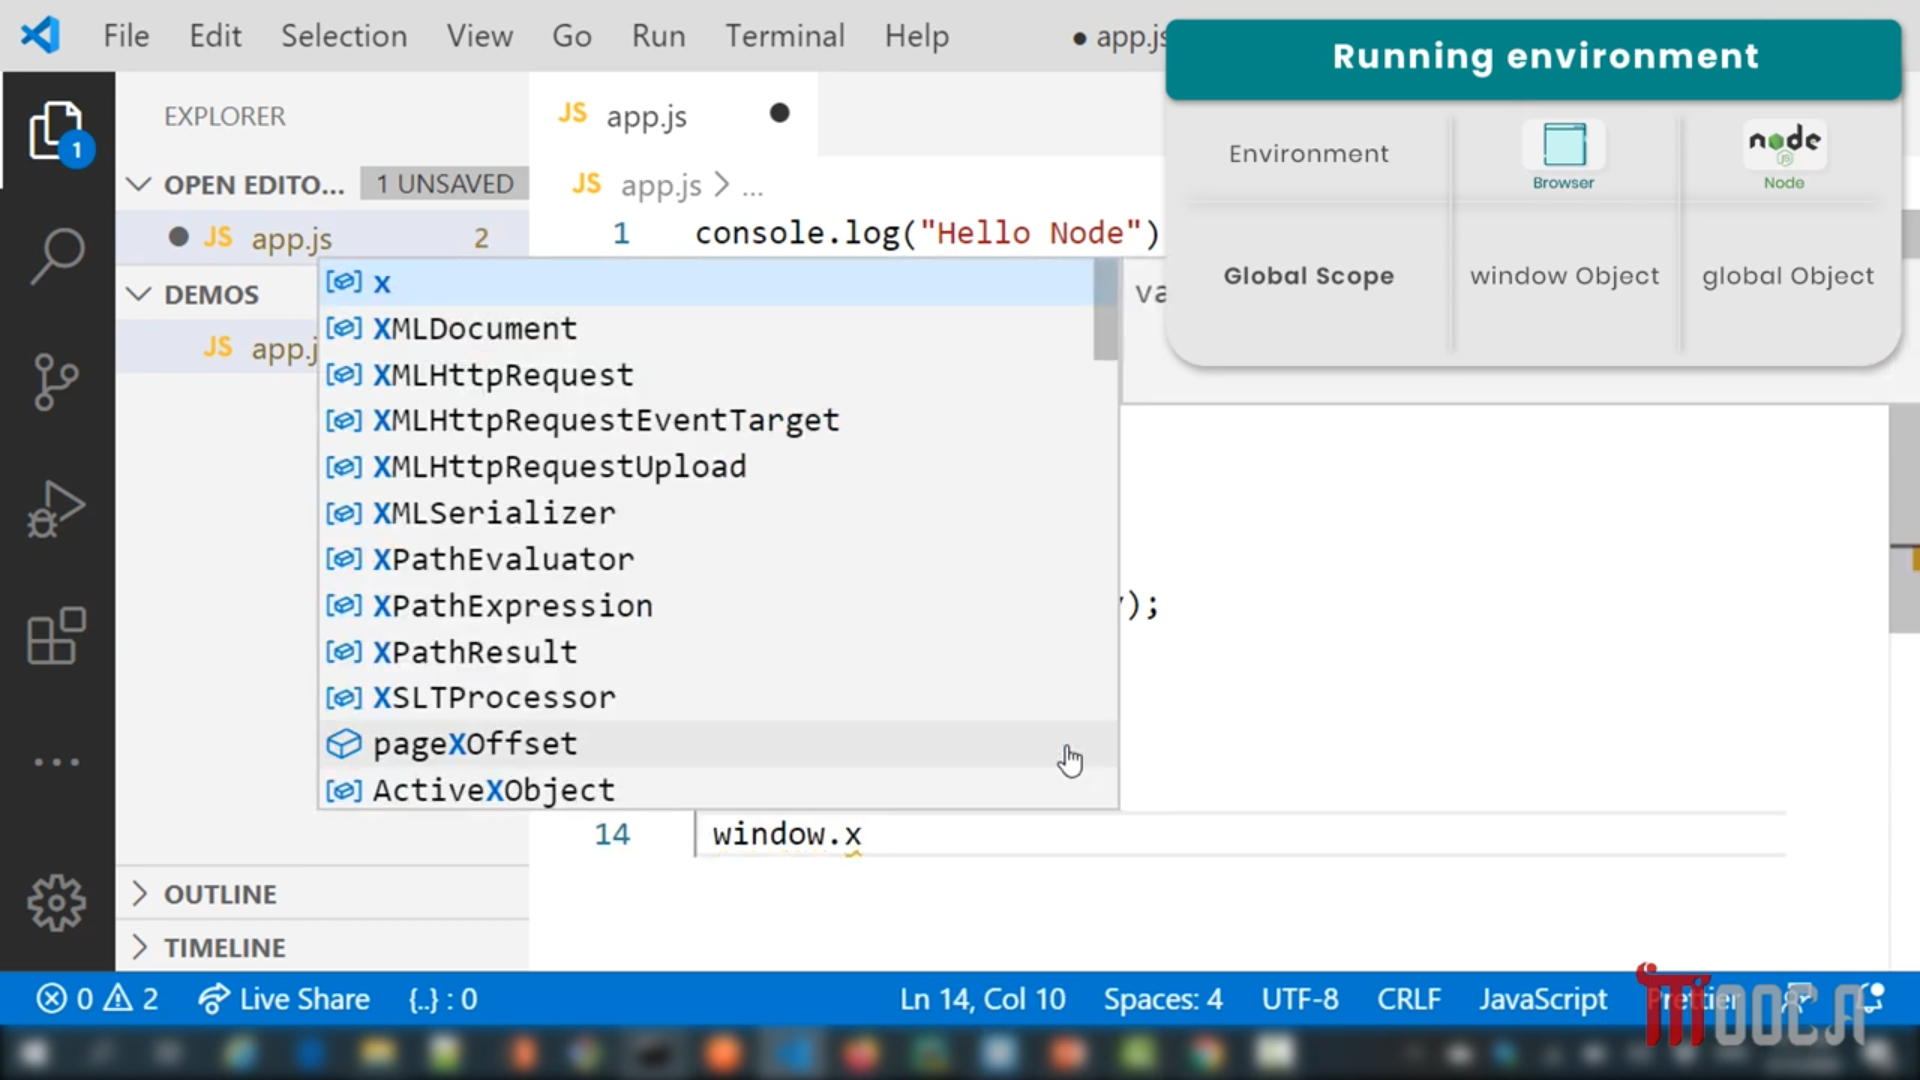 File Edit Selection View Go Run Terminal Help
● app.js
Running environment
Environment
Browser
node
JS
Node
Global Scope
window Object
global Object
EXPLORER
1
OPEN EDITO...
1 UNSAVED
JS app.js 2
DEMOS
JS app.j
JS app.js
JS app.js > ...
1 console.log("Hello Node")
va
x
XMLDocument
XMLHttpRequest
XMLHttpRequestEventTarget
XMLHttpRequestUpload
XMLSerializer
XPathEvaluator
XPathExpression
XPathResult
XSLTProcessor
pageXOffset
ActiveXObject
);
14 window.x
OUTLINE
TIMELINE
0 2 Live Share {..} : 0
Ln 14, Col 10 Spaces: 4 UTF-8 CRLF JavaScript Prettier
MOOCA